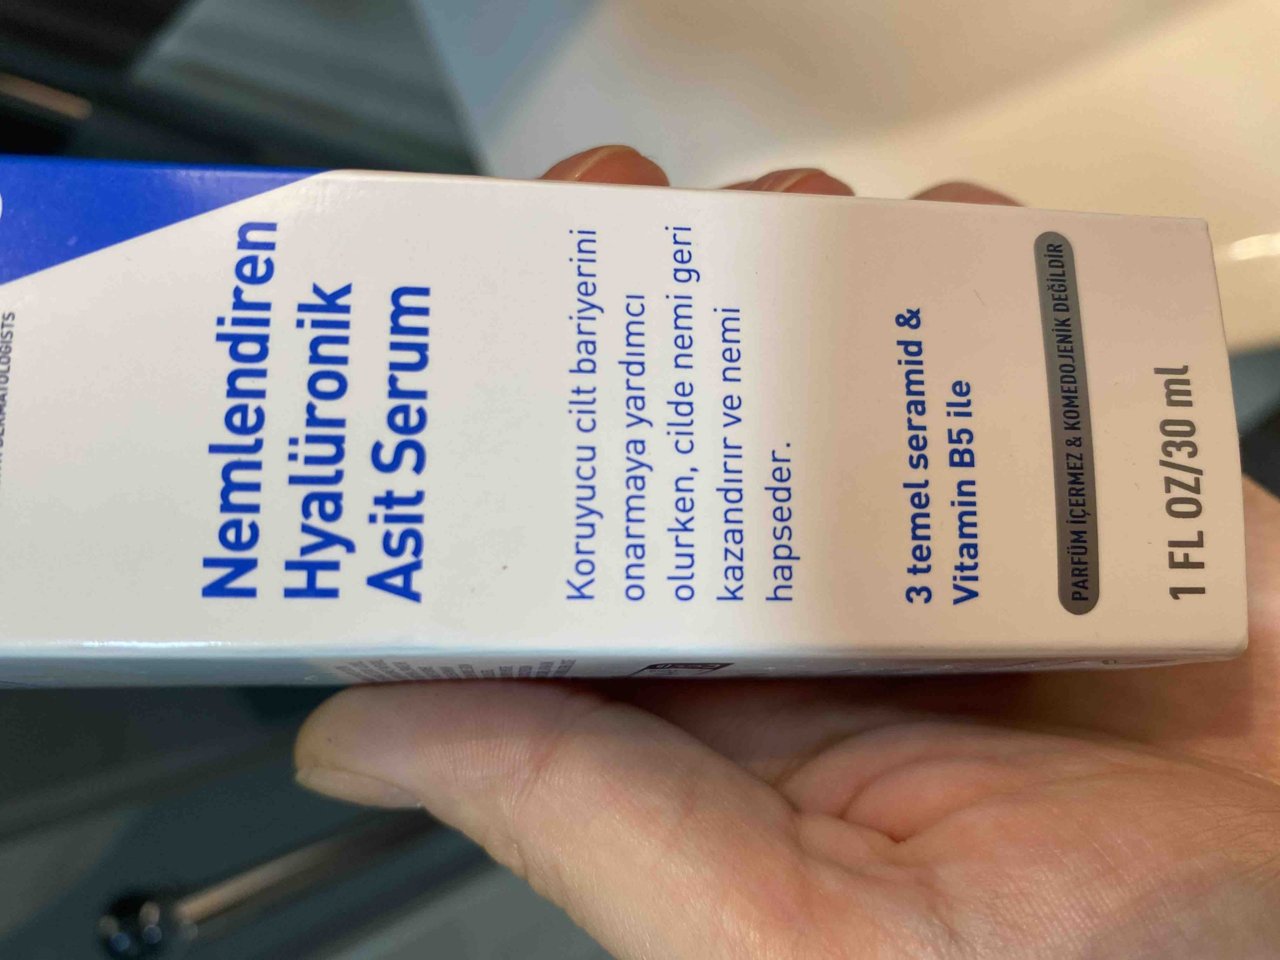 DERMATOLOGISTS
Nemlendiren
Hyalüronik
Asit Serum
Koruyucu cilt bariyerini
onarmaya yardımcı
olurken, cilde nemi geri
kazandırır ve nemi
hapseder.
3 temel seramid &
Vitamin B5 ile
PARFÜM İÇERMEZ & KOMEDOJENİK DEĞİLDİR
1 FL OZ/30 ml